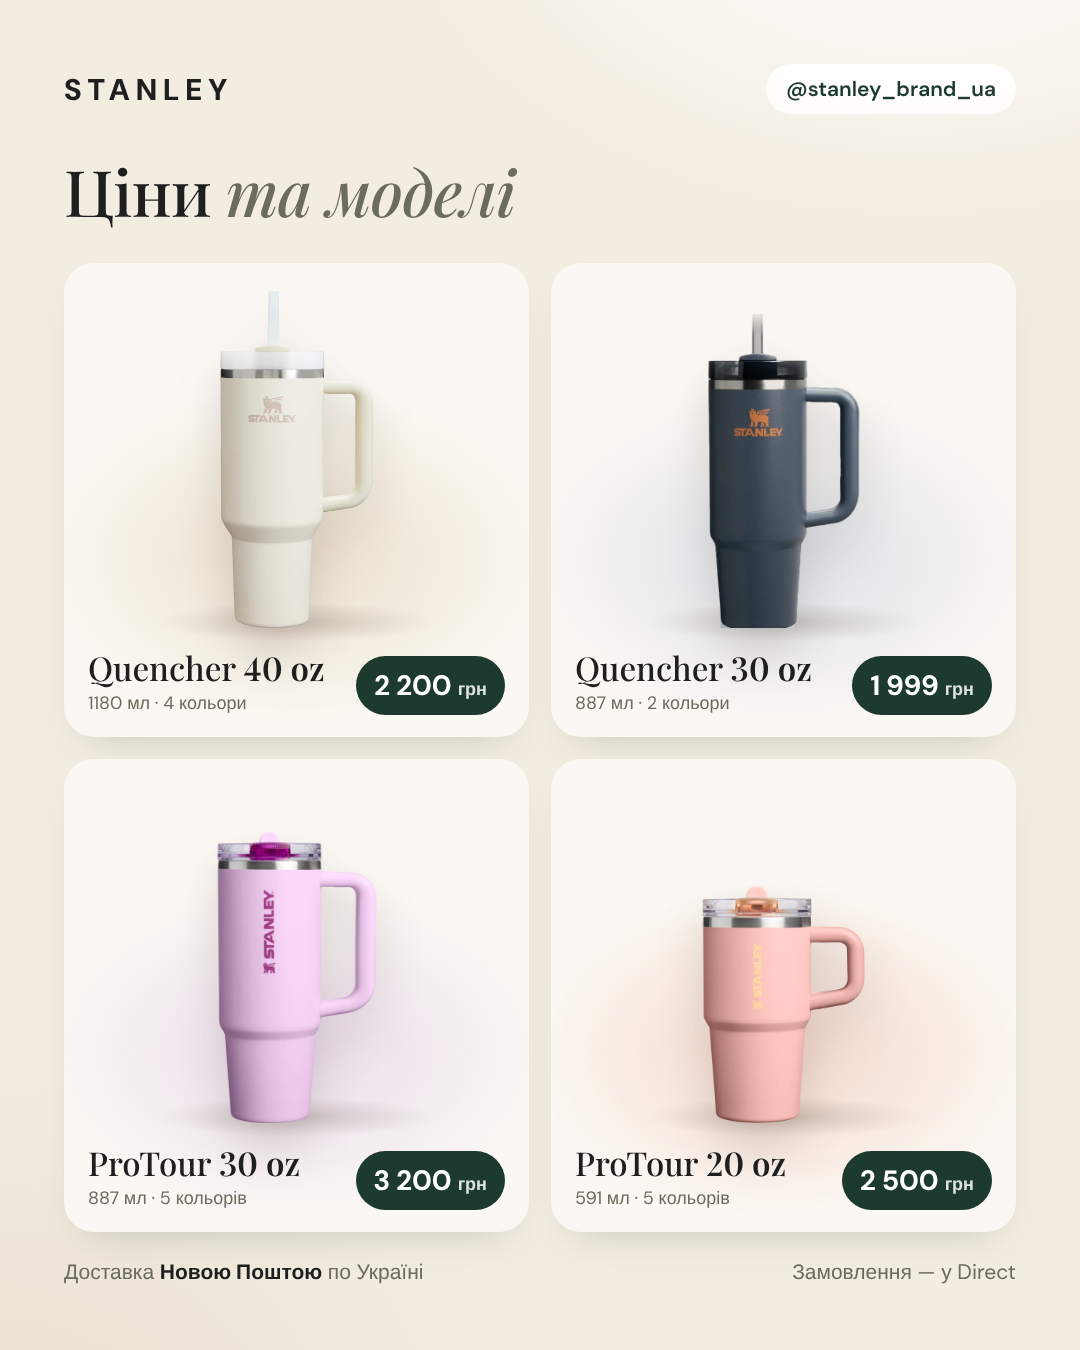 STANLEY
@stanley_brand_ua
Ціни та моделі
STANLEY
STANLEY
Quencher 40 oz
1180 мл · 4 кольори
2 200 грн
Quencher 30 oz
887 мл · 2 кольори
1 999 грн
STANLEY
STANLEY
ProTour 30 oz
887 мл · 5 кольорів
3 200 грн
ProTour 20 oz
591 мл · 5 кольорів
2 500 грн
Доставка Новою Поштою по Україні
Замовлення — у Direct